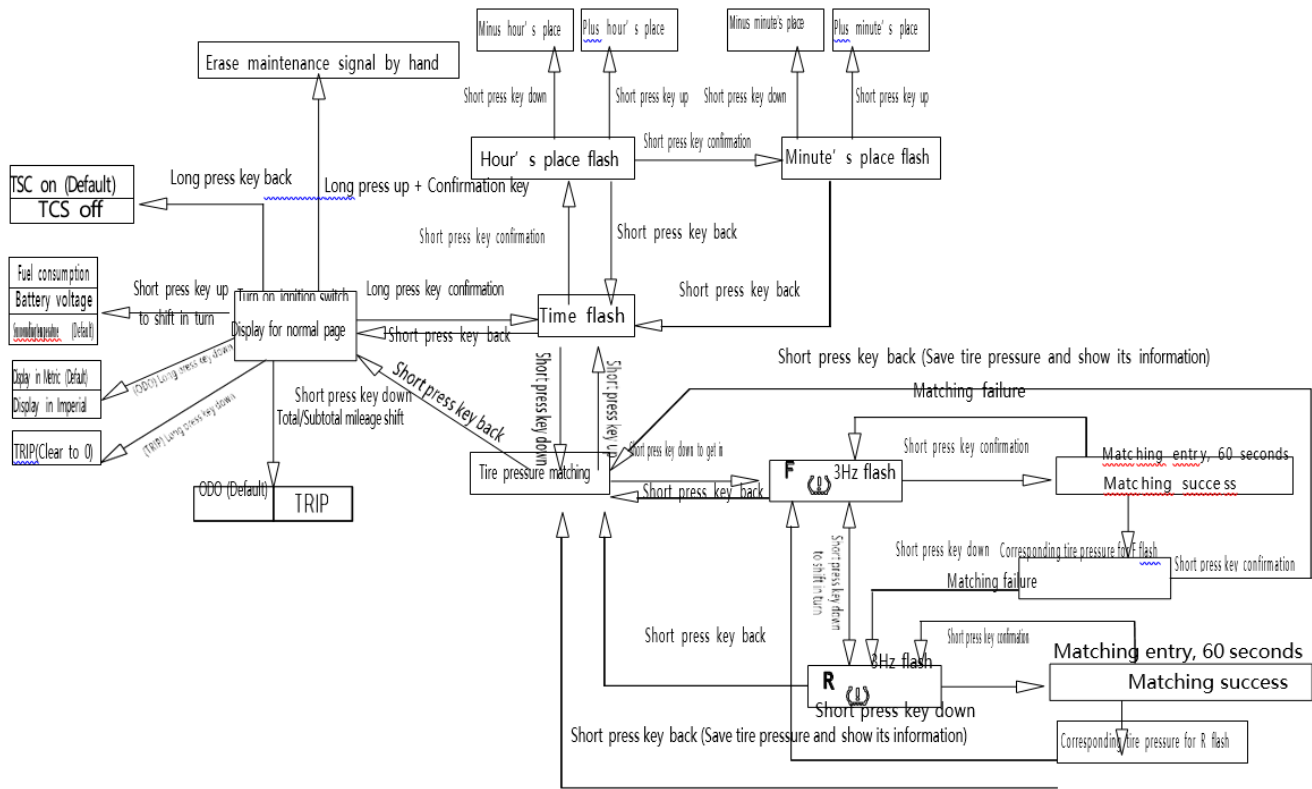 Minus hour's place
Plus hour's place
Minus minute's place
Plus minute's place
Erase maintenance signal by hand
Short press key down
Short press key up
Short press key down
Short press key up
Hour's place flash
Short press key confirmation
Minute's place flash
TSC on (Default)
TCS off
Long press key back
Long press up + Confirmation key
Short press key confirmation
Short press key back
Fuel consumption
Battery voltage
(Default)
Short press key up
to shift in turn
Turn on ignition switch
Display for normal page
Long press key confirmation
Short press key back
Time flash
Short press key back
Display in Metric (Default)
Display in Imperial
(ODO) Long press key down
TRIP(Clear to 0)
(TRIP) Long press key down
Short press key down
Total/Subtotal mileage shift
Short press key back
Short press key down
Short press key up
ODO (Default)
TRIP
Tire pressure matching
Short press key down to get in
Short press key back
Short press key back (Save tire pressure and show its information)
Matching failure
F
3Hz flash
Short press key confirmation
Matching entry, 60 seconds
Matching success
Short press key down
to shift in turn
Short press key down
Corresponding tire pressure for F flash
Short press key confirmation
Matching failure
Short press key back
Short press key confirmation
R
3Hz flash
Matching entry, 60 seconds
Matching success
Short press key down
Short press key back (Save tire pressure and show its information)
Corresponding tire pressure for R flash